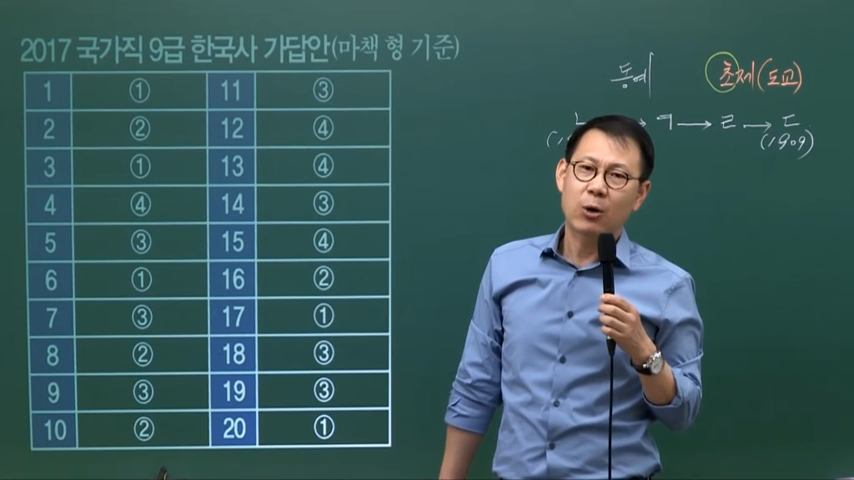 2017 국가직 9급 한국사 가답안(마책 형 기준)
1 ① 11 ③
2 ② 12 ④
3 ① 13 ④
4 ④ 14 ③
5 ③ 15 ④
6 ① 16 ②
7 ③ 17 ①
8 ② 18 ③
9 ③ 19 ③
10 ② 20 ①
동예 초제(도교)
ㄴ → ㄱ → ㄹ → ㄷ
(1909)